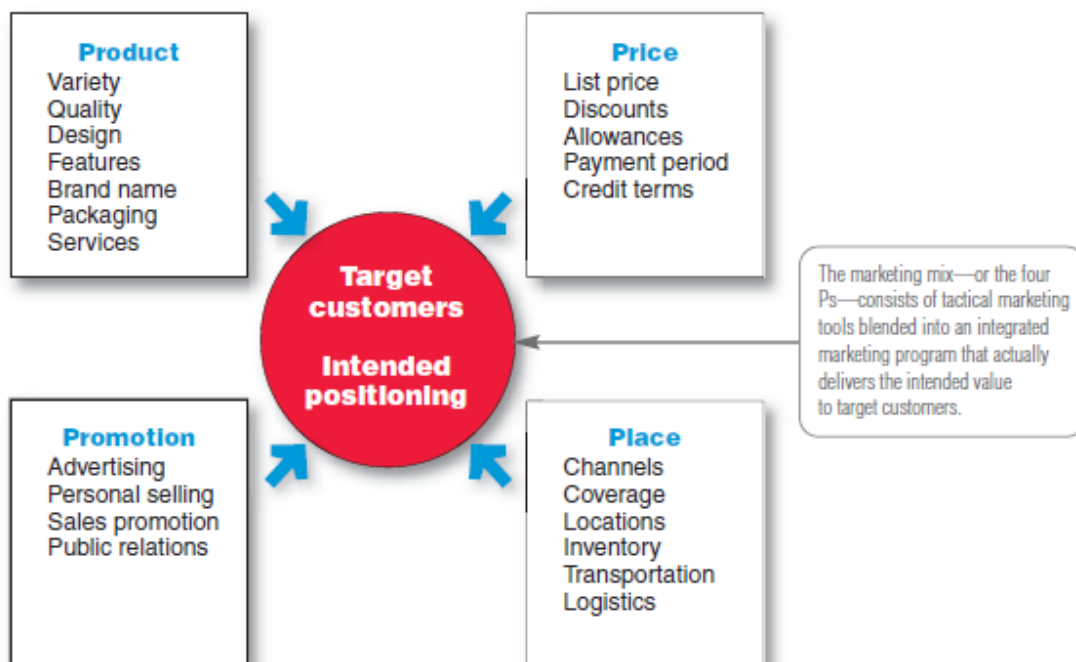 Product
Variety
Quality
Design
Features
Brand name
Packaging
Services
Price
List price
Discounts
Allowances
Payment period
Credit terms
Target
customers
Intended
positioning
The marketing mix—or the four
Ps—consists of tactical marketing
tools blended into an integrated
marketing program that actually
delivers the intended value
to target customers.
Promotion
Advertising
Personal selling
Sales promotion
Public relations
Place
Channels
Coverage
Locations
Inventory
Transportation
Logistics